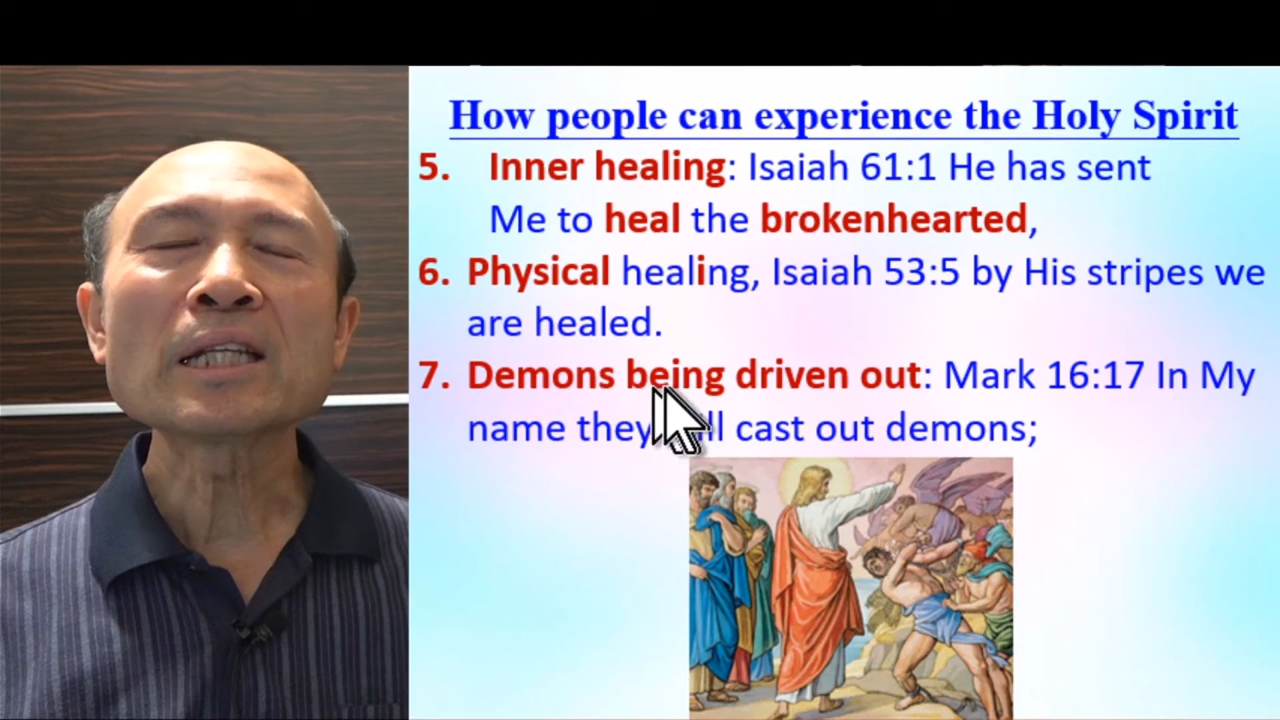 How people can experience the Holy Spirit
5. Inner healing: Isaiah 61:1 He has sent
Me to heal the brokenhearted,
6. Physical healing, Isaiah 53:5 by His stripes we
are healed.
7. Demons being driven out: Mark 16:17 In My
name they cast out demons;